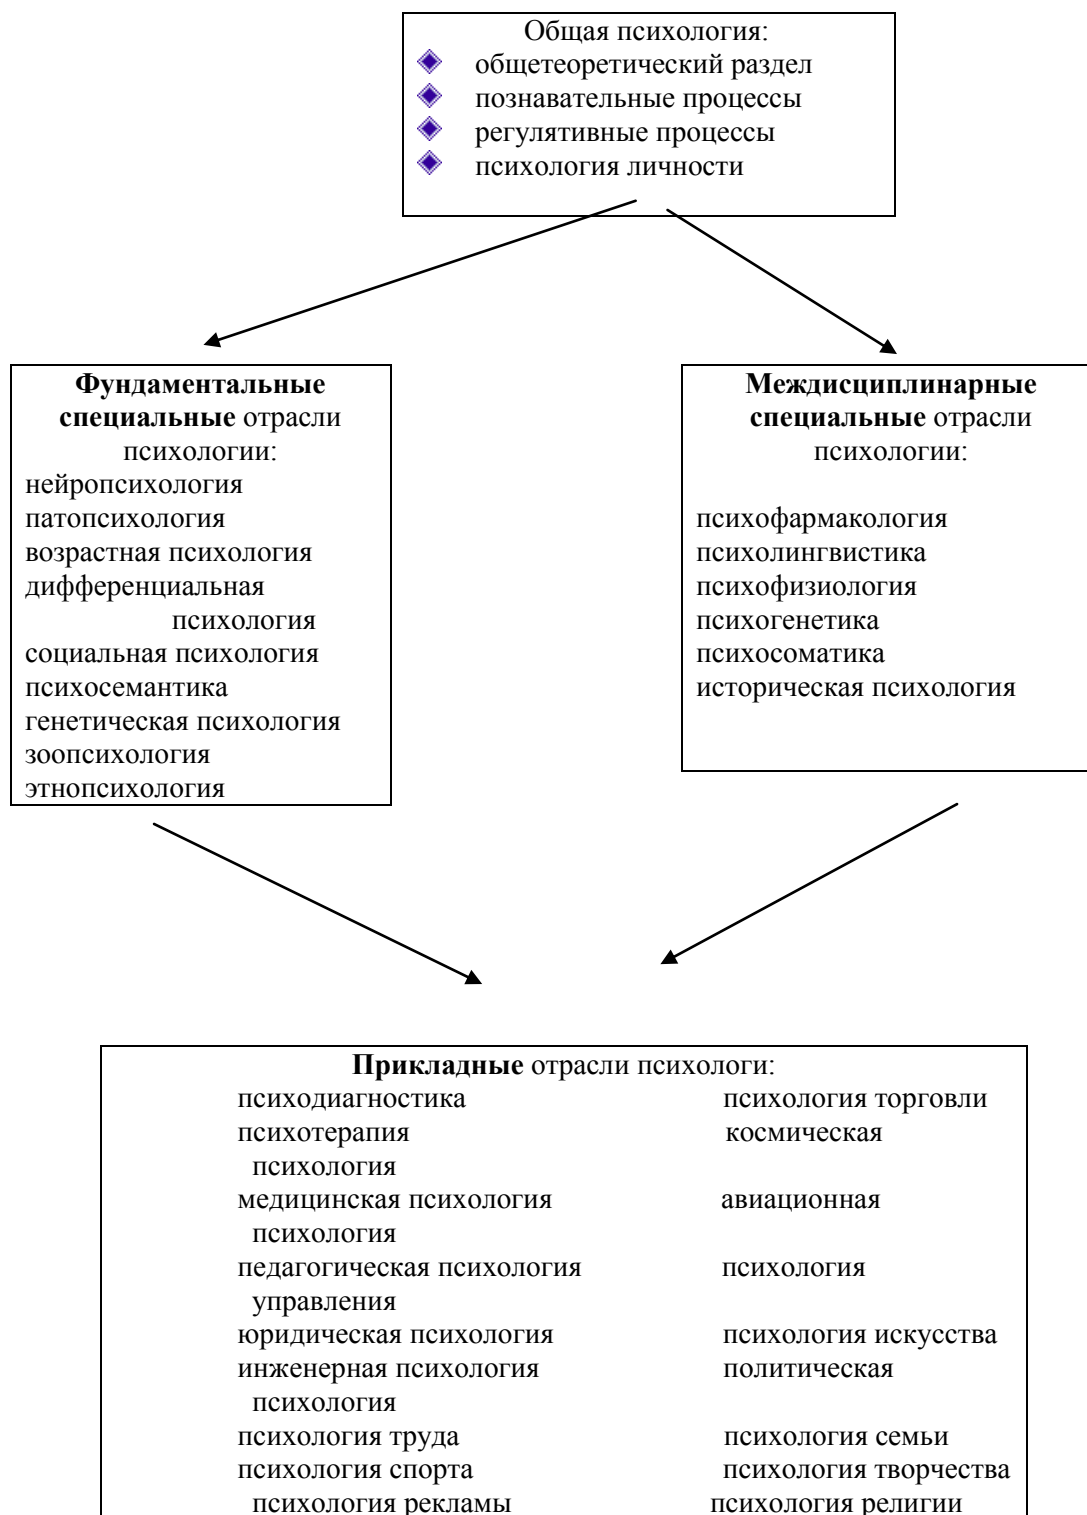 Общая психология:
общетеоретический раздел
познавательные процессы
регулятивные процессы
психология личности
Фундаментальные
специальные отрасли
психологии:
нейропсихология
патопсихология
возрастная психология
дифференциальная
психология
социальная психология
психосемантика
генетическая психология
зоопсихология
этнопсихология
Междисциплинарные
специальные отрасли
психологии:
психофармакология
психолингвистика
психофизиология
психогенетика
психосоматика
историческая психология
Прикладные отрасли психологи:
психодиагностика психология торговли
психотерапия космическая
психология
медицинская психология авиационная
психология
педагогическая психология психология
управления
юридическая психология психология искусства
инженерная психология политическая
психология
психология труда психология семьи
психология спорта психология творчества
психология рекламы психология религии